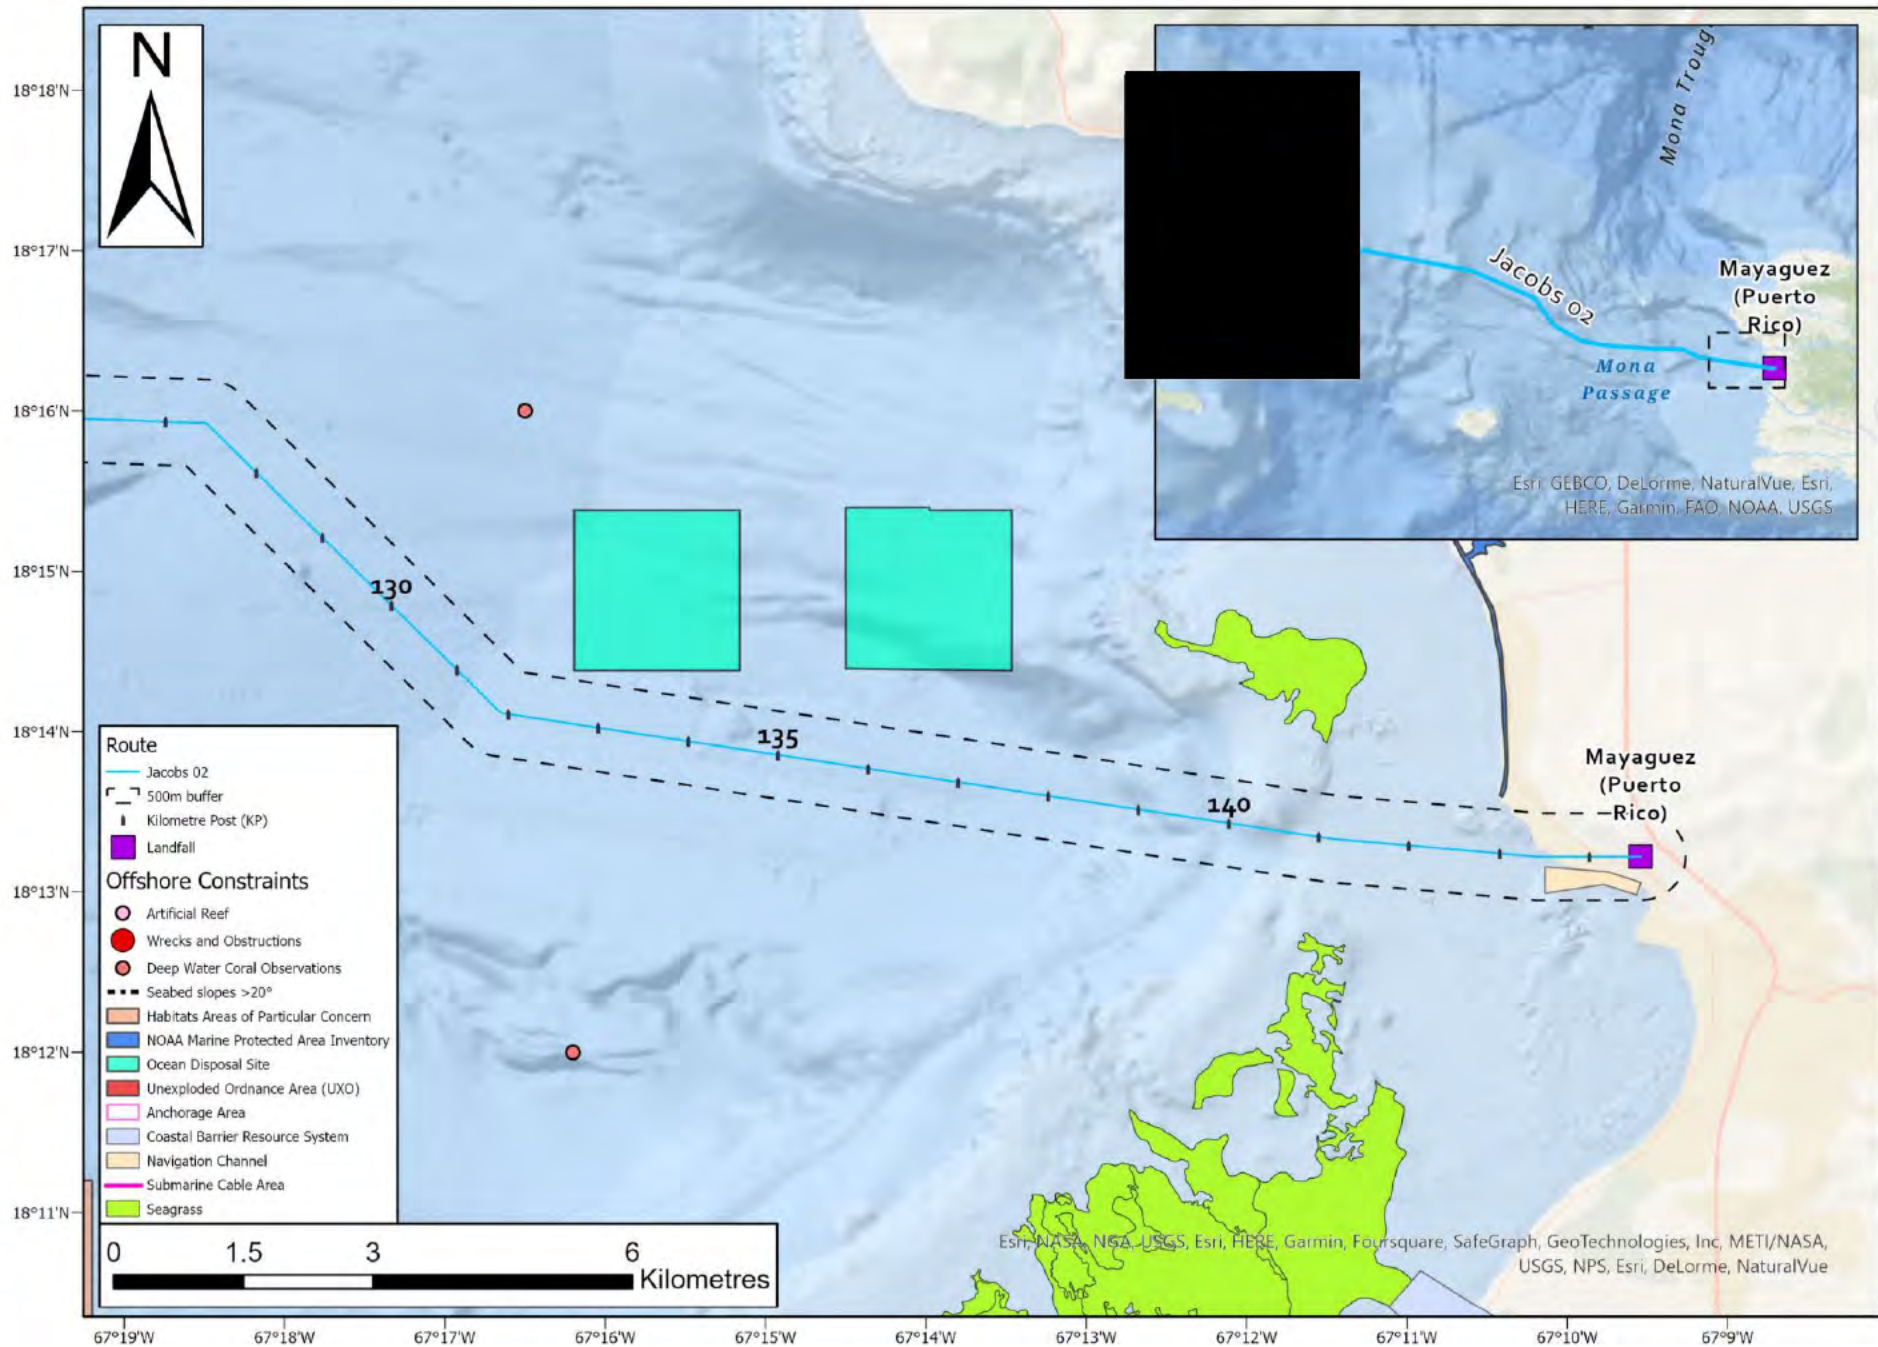 N
18°18'N
18°17'N
18°16'N
18°15'N
18°14'N
18°13'N
18°12'N
18°11'N
Mona Troug
Jacobs 02
Mayaguez
(Puerto
Rico)
Mona
Passage
Esri, GEBCO, DeLorme, NaturalVue, Esri,
HERE, Garmin, FAO, NOAA, USGS
130
135
140
Mayaguez
(Puerto
Rico)
Route
Jacobs 02
500m buffer
Kilometre Post (KP)
Landfall
Offshore Constraints
Artificial Reef
Wrecks and Obstructions
Deep Water Coral Observations
Seabed slopes >20°
Habitats Areas of Particular Concern
NOAA Marine Protected Area Inventory
Ocean Disposal Site
Unexploded Ordnance Area (UXO)
Anchorage Area
Coastal Barrier Resource System
Navigation Channel
Submarine Cable Area
Seagrass
0 1.5 3 6
Kilometres
Esri, NASA, NGA, USGS, Esri, HERE, Garmin, Foursquare, SafeGraph, GeoTechnologies, Inc, METI/NASA,
USGS, NPS, Esri, DeLorme, NaturalVue
67°19'W 67°18'W 67°17'W 67°16'W 67°15'W 67°14'W 67°13'W 67°12'W 67°11'W 67°10'W 67°9'W